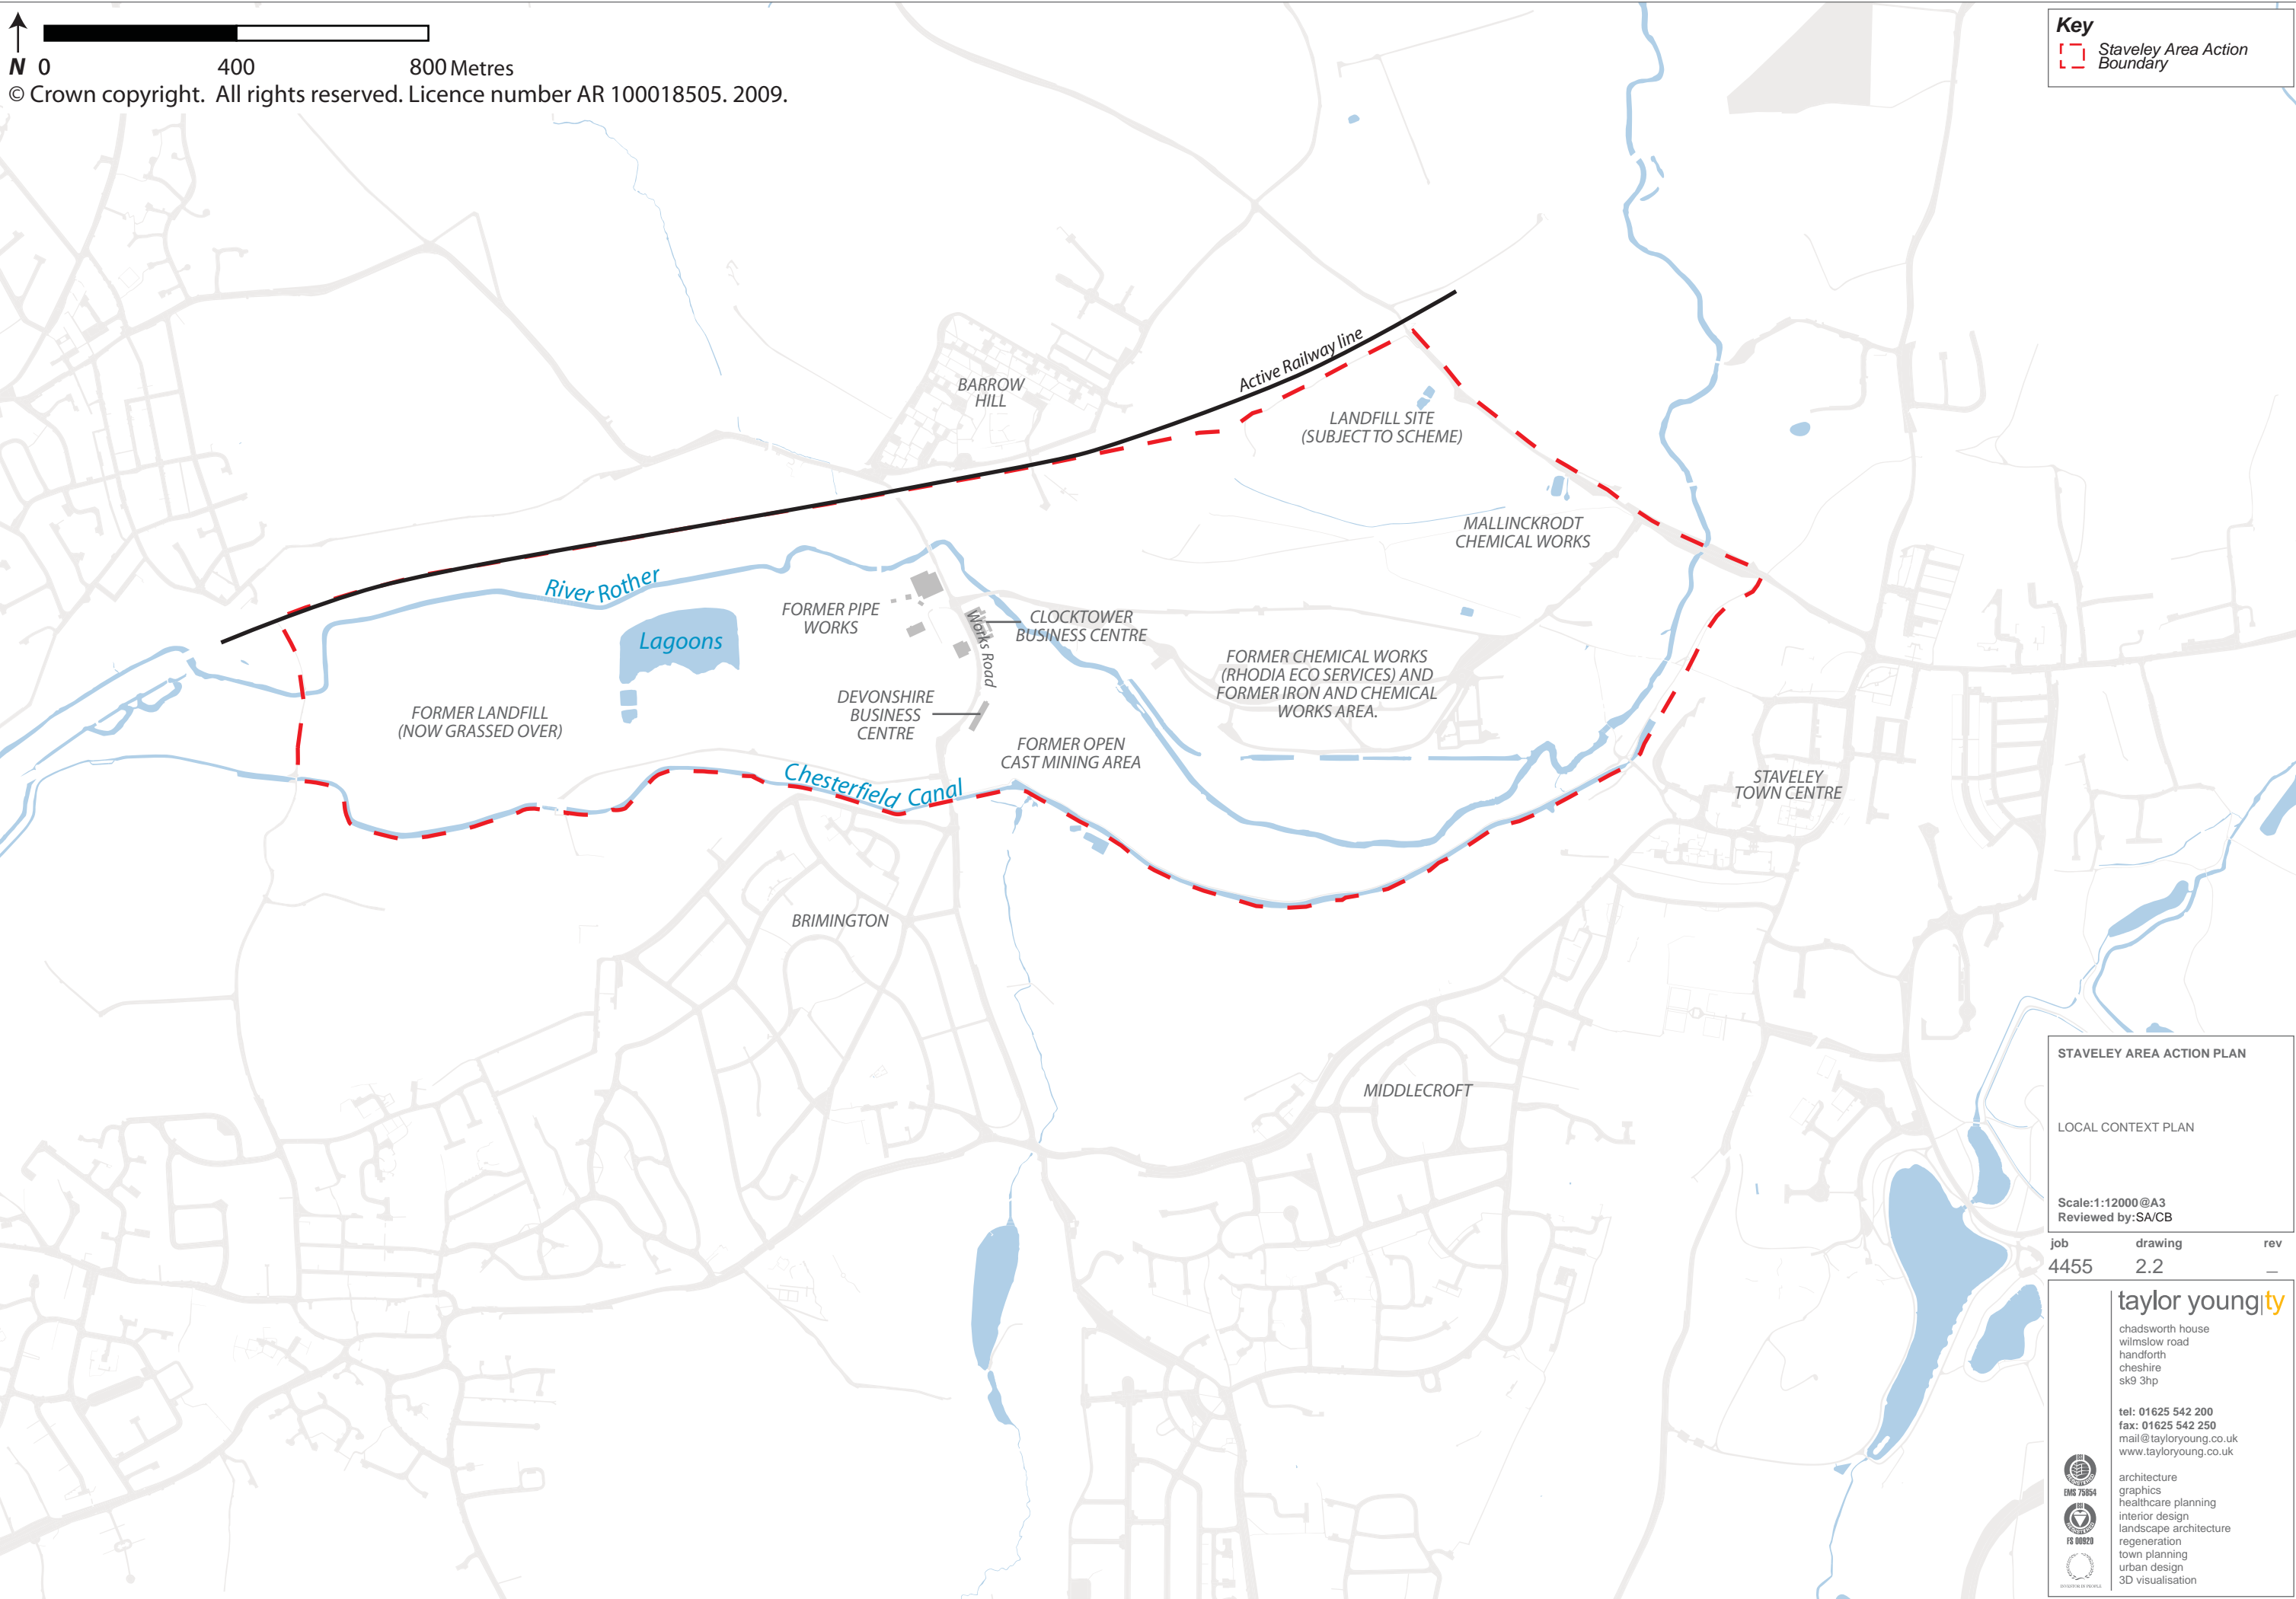 N 0 400 800 Metres
© Crown copyright. All rights reserved. Licence number AR 100018505. 2009.
Key
Staveley Area Action
Boundary
Active Railway line
BARROW
HILL
LANDFILL SITE
(SUBJECT TO SCHEME)
MALLINCKRODT
CHEMICAL WORKS
River Rother
Lagoons
FORMER PIPE
WORKS
Works Road
CLOCKTOWER
BUSINESS CENTRE
FORMER CHEMICAL WORKS
(RHODIA ECO SERVICES) AND
FORMER IRON AND CHEMICAL
WORKS AREA.
FORMER LANDFILL
(NOW GRASSED OVER)
DEVONSHIRE
BUSINESS
CENTRE
FORMER OPEN
CAST MINING AREA
Chesterfield Canal
STAVELEY
TOWN CENTRE
BRIMINGTON
MIDDLECROFT
STAVELEY AREA ACTION PLAN
LOCAL CONTEXT PLAN
Scale:1:12000@A3
Reviewed by:SA/CB
job drawing rev
4455 2.2 _
taylor young|ty
chadsworth house
wilmslow road
handforth
cheshire
sk9 3hp
tel: 01625 542 200
fax: 01625 542 250
mail@tayloryoung.co.uk
www.tayloryoung.co.uk
architecture
graphics
healthcare planning
interior design
landscape architecture
regeneration
town planning
urban design
3D visualisation
EMS 75854
INVESTOR IN PEOPLE